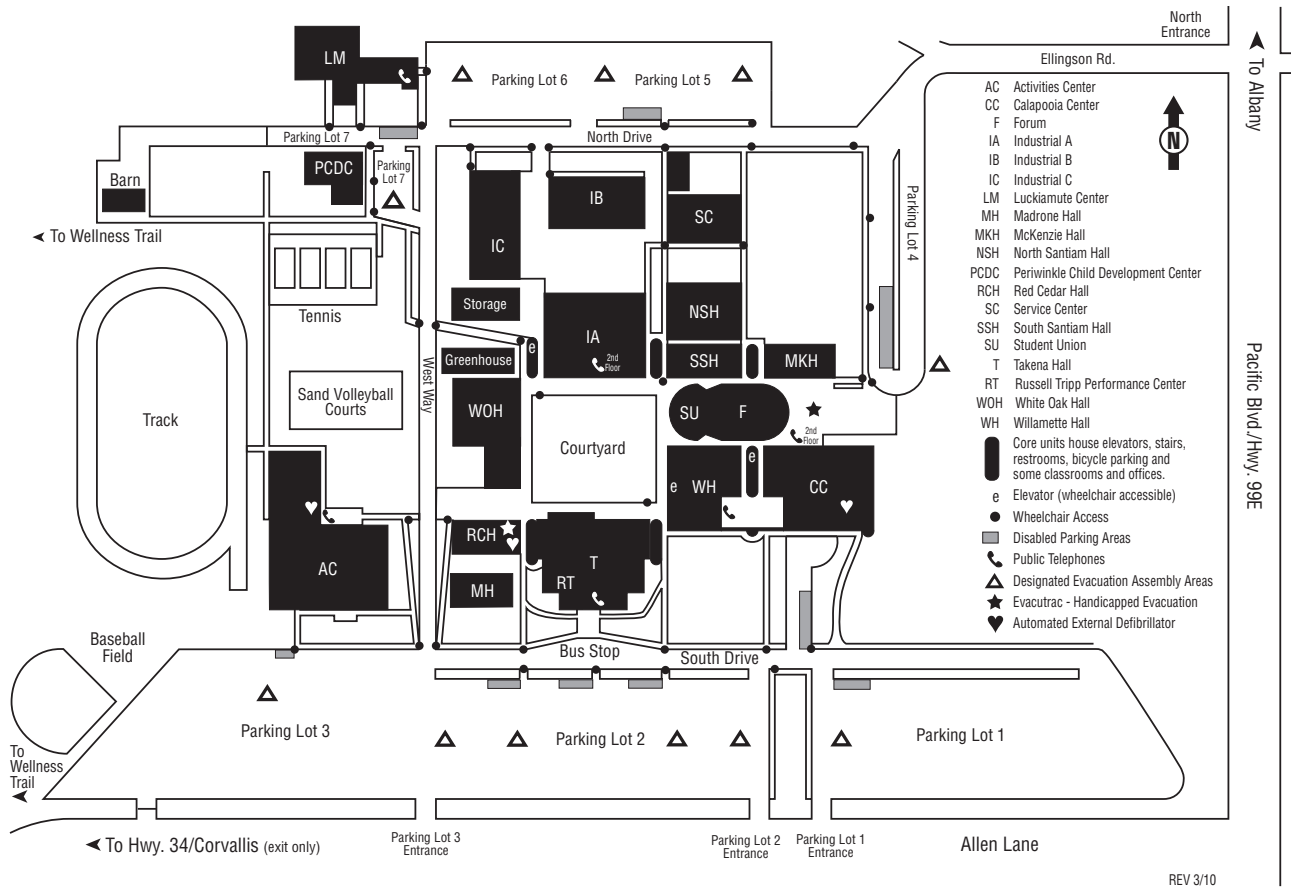 North
Entrance
Ellingson Rd.
To Albany
Pacific Blvd./Hwy. 99E
N
AC Activities Center
CC Calapooia Center
F Forum
IA Industrial A
IB Industrial B
IC Industrial C
LM Luckiamute Center
MH Madrone Hall
MKH McKenzie Hall
NSH North Santiam Hall
PCDC Periwinkle Child Development Center
RCH Red Cedar Hall
SC Service Center
SSH South Santiam Hall
SU Student Union
T Takena Hall
RT Russell Tripp Performance Center
WOH White Oak Hall
WH Willamette Hall
Core units house elevators, stairs,
restrooms, bicycle parking and
some classrooms and offices.
e Elevator (wheelchair accessible)
Wheelchair Access
Disabled Parking Areas
Public Telephones
Designated Evacuation Assembly Areas
Evacutrac - Handicapped Evacuation
Automated External Defibrillator
LM
Parking Lot 6
Parking Lot 5
Parking Lot 7
North Drive
PCDC
Parking
Lot
7
Barn
To Wellness Trail
IC
IB
SC
Parking Lot 4
Tennis
Storage
IA
2nd
Floor
e
NSH
SSH
MKH
West Way
Greenhouse
Sand Volleyball
Courts
WOH
Track
Courtyard
SU
F
2nd
Floor
e
WH
e
CC
RCH
AC
MH
RT
T
Baseball
Field
Bus Stop
South Drive
Parking Lot 3
Parking Lot 2
Parking Lot 1
To
Wellness
Trail
To Hwy. 34/Corvallis (exit only)
Parking Lot 3
Entrance
Parking Lot 2
Entrance
Parking Lot 1
Entrance
Allen Lane
REV 3/10